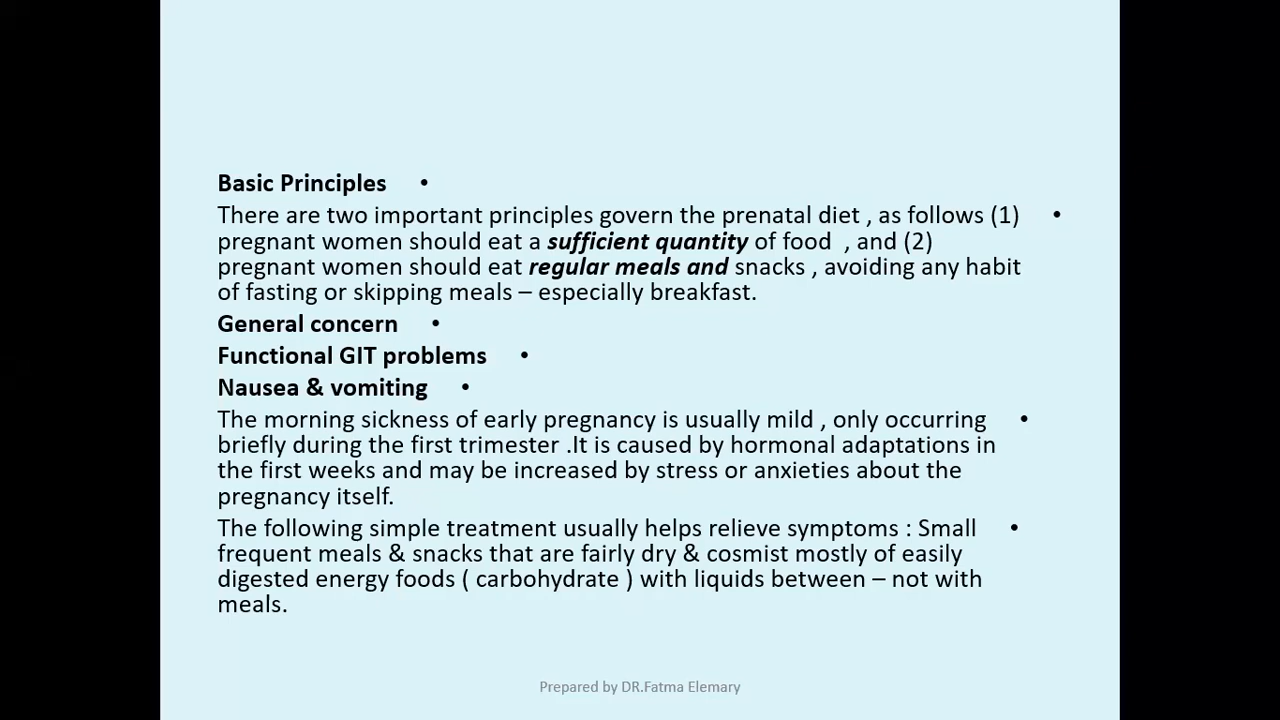 Basic Principles •
There are two important principles govern the prenatal diet , as follows (1) •
pregnant women should eat a sufficient quantity of food , and (2)
pregnant women should eat regular meals and snacks , avoiding any habit
of fasting or skipping meals – especially breakfast.
General concern •
Functional GIT problems •
Nausea & vomiting •
The morning sickness of early pregnancy is usually mild , only occurring •
briefly during the first trimester .It is caused by hormonal adaptations in
the first weeks and may be increased by stress or anxieties about the
pregnancy itself.
The following simple treatment usually helps relieve symptoms : Small •
frequent meals & snacks that are fairly dry & cosmist mostly of easily
digested energy foods ( carbohydrate ) with liquids between – not with
meals.
Prepared by DR.Fatma Elemary